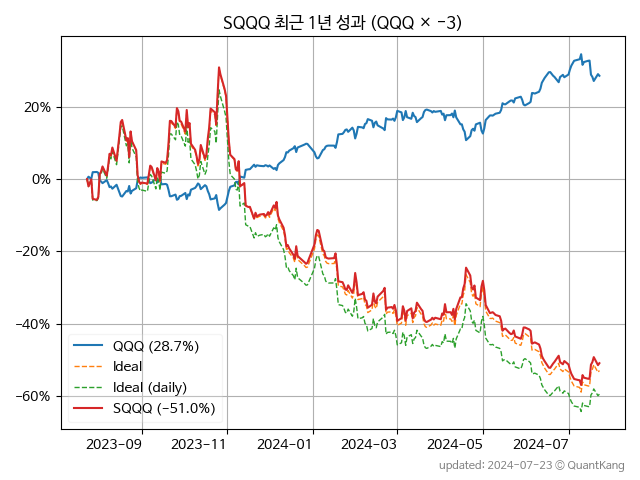 SQQQ 최근 1년 성과 (QQQ × −3)
20%
0%
−20%
−40%
−60%
QQQ (28.7%)
Ideal
Ideal (daily)
SQQQ (−51.0%)
2023−09
2023−11
2024−01
2024−03
2024−05
2024−07
updated: 2024-07-23 © QuantKang